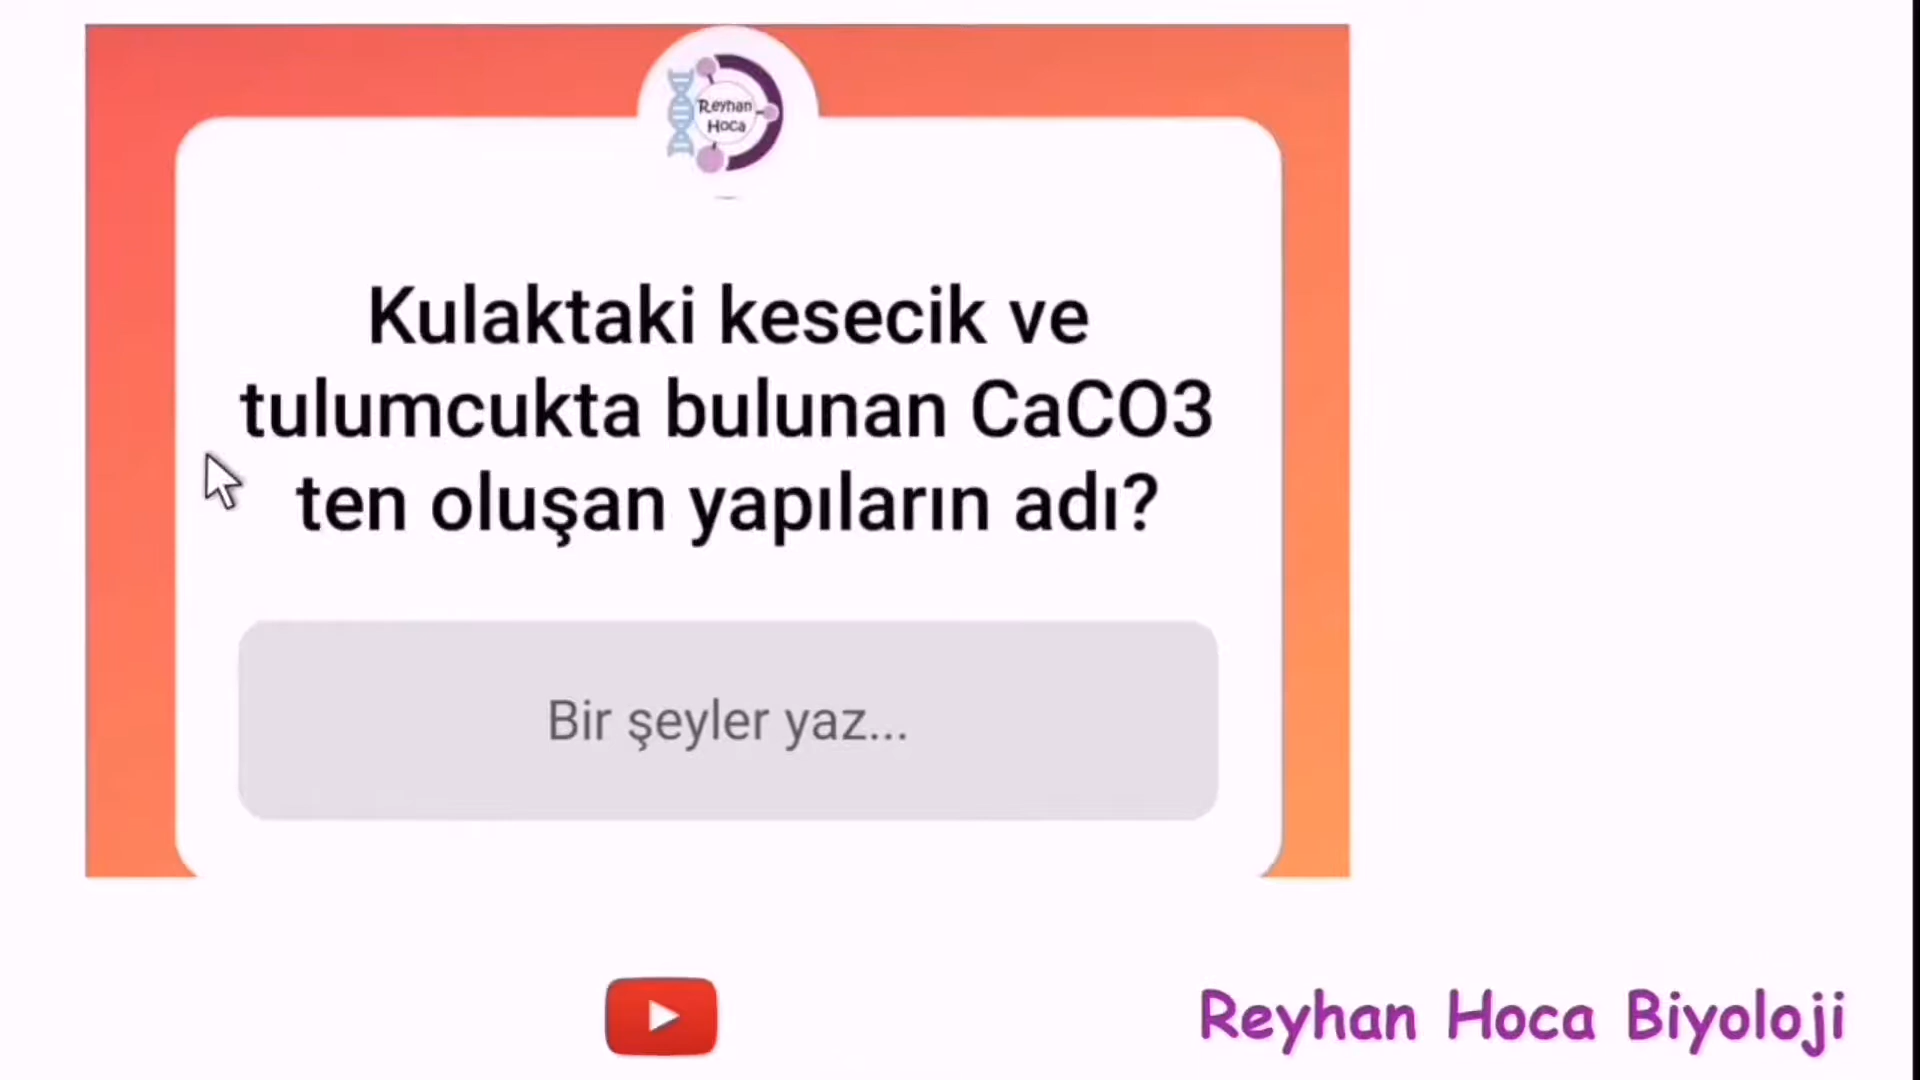 Reyhan
Hoca
Kulaktaki kesecik ve
tulumcukta bulunan CaCO3
ten oluşan yapıların adı?
Bir şeyler yaz...
Reyhan Hoca Biyoloji